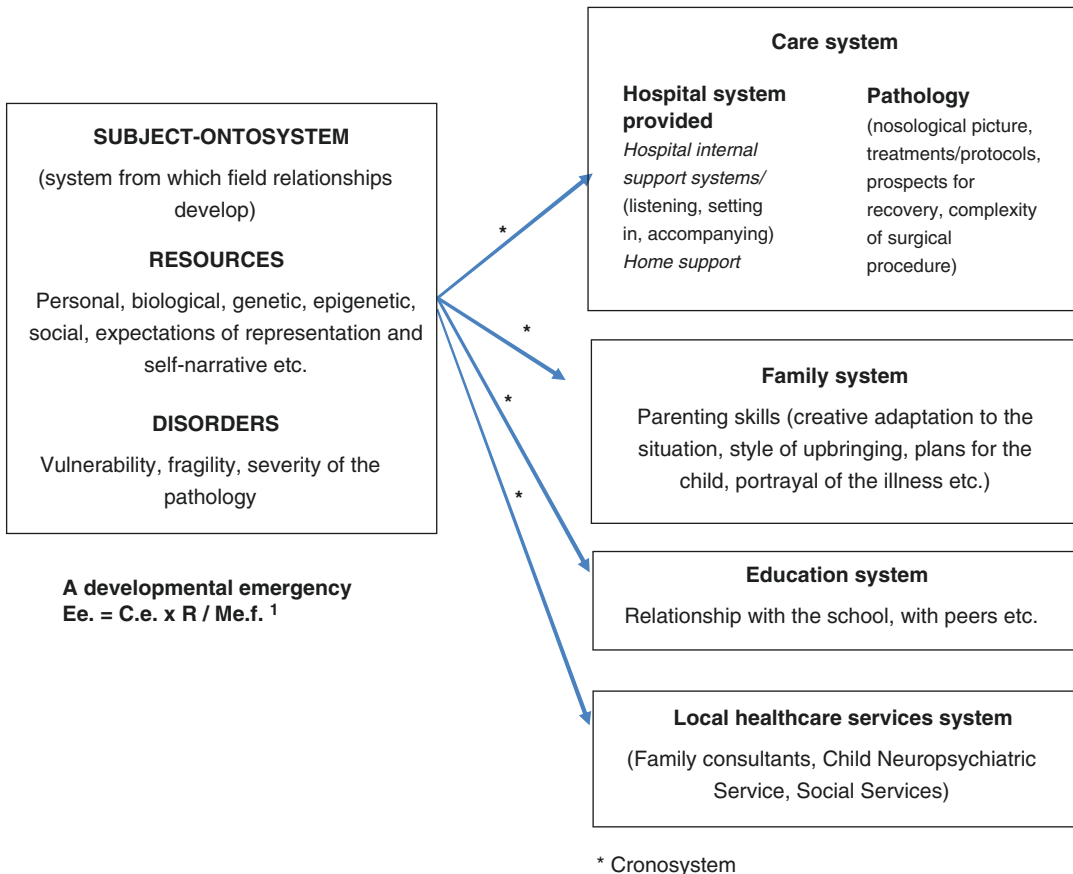 SUBJECT-ONTOSYSTEM
(system from which field relationships
develop)
RESOURCES
Personal, biological, genetic, epigenetic,
social, expectations of representation and
self-narrative etc.
DISORDERS
Vulnerability, fragility, severity of the
pathology
A developmental emergency
Ee. = C.e. x R / Me.f. 1
*
*
*
*
Care system
Hospital system
provided
Hospital internal
support systems/
(listening, setting
in, accompanying)
Home support
Pathology
(nosological picture,
treatments/protocols,
prospects for
recovery, complexity
of surgical
procedure)
Family system
Parenting skills (creative adaptation to the
situation, style of upbringing, plans for the
child, portrayal of the illness etc.)
Education system
Relationship with the school, with peers etc.
Local healthcare services system
(Family consultants, Child Neuropsychiatric
Service, Social Services)
* Cronosystem